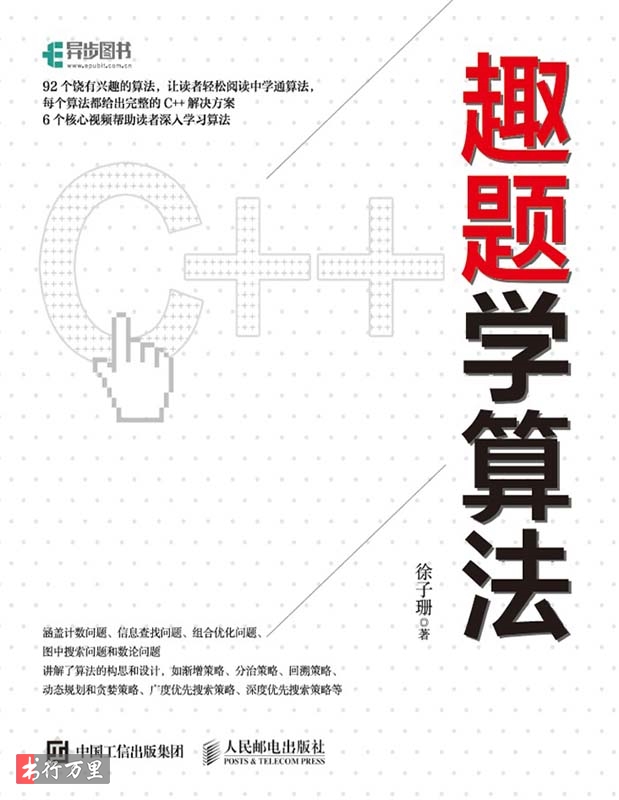 异步图书
www.epubit.com.cn
92 个饶有兴趣的算法，让读者轻松阅读中学通算法，
每个算法都给出完整的 C++ 解决方案
6 个核心视频帮助读者深入学习算法
趣题学算法
C++
徐子珊 著
涵盖计数问题、信息查找问题、组合优化问题、
图中搜索问题和数论问题
讲解了算法的构思和设计，如渐增策略、分治策略、回溯策略、
动态规划和贪婪策略、广度优先搜索策略、深度优先搜索策略等
中国工信出版集团
人民邮电出版社
POSTS & TELECOM PRESS
书行万里